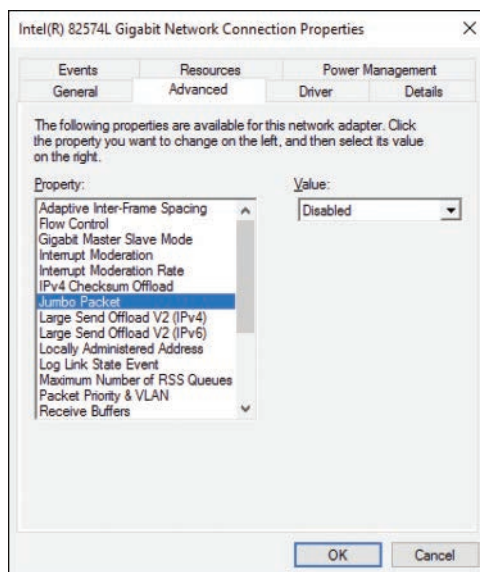 Intel(R) 82574L Gigabit Network Connection Properties
Events Resources Power Management
General Advanced Driver Details
The following properties are available for this network adapter. Click
the property you want to change on the left, and then select its value
on the right.
Property:
Value:
Adaptive Inter-Frame Spacing
Disabled
Flow Control
Gigabit Master Slave Mode
Interrupt Moderation
Interrupt Moderation Rate
IPv4 Checksum Offload
Jumbo Packet
Large Send Offload V2 (IPv4)
Large Send Offload V2 (IPv6)
Locally Administered Address
Log Link State Event
Maximum Number of RSS Queues
Packet Priority & VLAN
Receive Buffers
OK Cancel